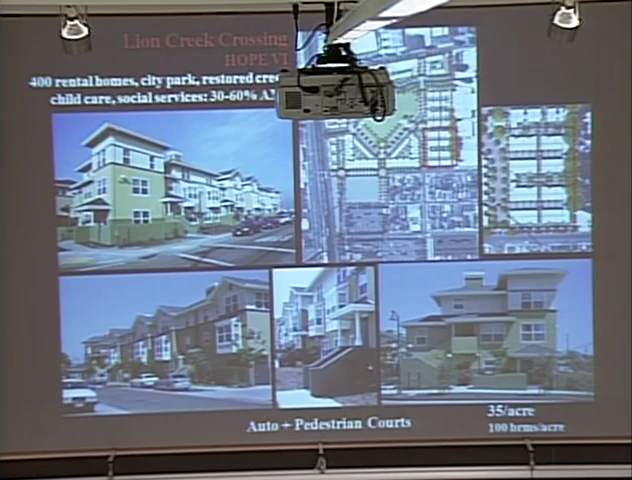 Lion Creek Crossing
HOPE VI
400 rental homes, city park, restored
child care, social services: 30-60%
Auto + Pedestrian Courts
35/acre
100 brms/acre